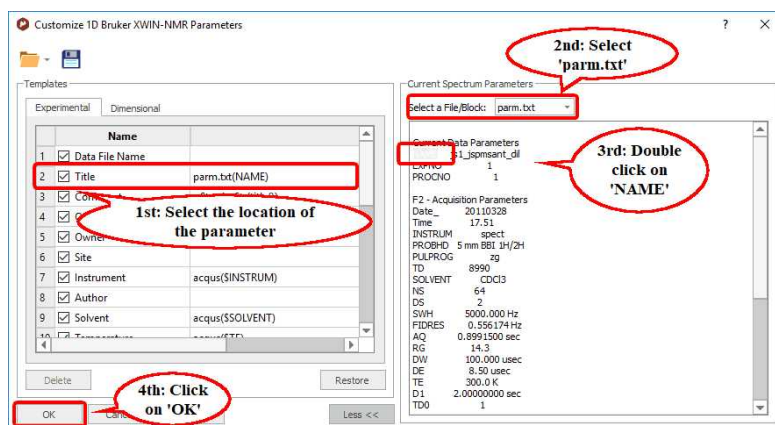 Customize 1D Bruker XWIN-NMR Parameters
? X
2nd: Select
'parm.txt'
Templates
Current Spectrum Parameters
Experimental Dimensional
Select a File/Block: parm.txt
Name
1 Data File Name
2 Title parm.txt(NAME)
3
4
5 Owner
6 Site
7 Instrument acqus($INSTRUM)
8 Author
9 Solvent acqus($SOLVENT)
10
1st: Select the location of
the parameter
Current Data Parameters
js1_jspmsant_dil
EXPNO 1
PROCNO 1
3rd: Double
click on
'NAME'
F2 - Acquisition Parameters
Date_ 20110328
Time 17.51
INSTRUM spect
PROBHD 5 mm BBI 1H/2H
PULPROG zg
TD 8990
SOLVENT CDCl3
NS 64
DS 2
SWH 5000.000 Hz
FIDRES 0.556174 Hz
AQ 0.8991500 sec
RG 14.3
DW 100.000 usec
DE 8.50 usec
TE 300.0 K
D1 2.00000000 sec
TD0 1
Delete
Restore
4th: Click
on 'OK'
OK
Less <<